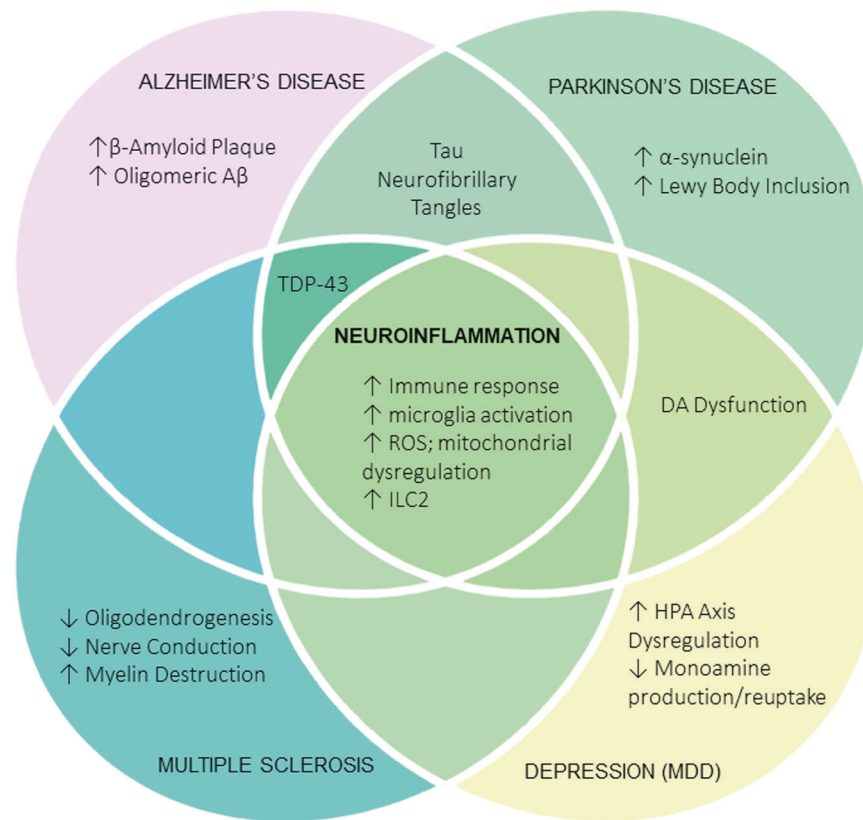 ALZHEIMER'S DISEASE
↑β-Amyloid Plaque
↑ Oligomeric Aβ
PARKINSON'S DISEASE
↑ α-synuclein
↑ Lewy Body Inclusion
Tau
Neurofibrillary
Tangles
TDP-43
NEUROINFLAMMATION
↑ Immune response
↑ microglia activation
↑ ROS; mitochondrial
dysregulation
↑ ILC2
DA Dysfunction
↓ Oligodendrogenesis
↓ Nerve Conduction
↑ Myelin Destruction
MULTIPLE SCLEROSIS
↑ HPA Axis
Dysregulation
↓ Monoamine
production/reuptake
DEPRESSION (MDD)